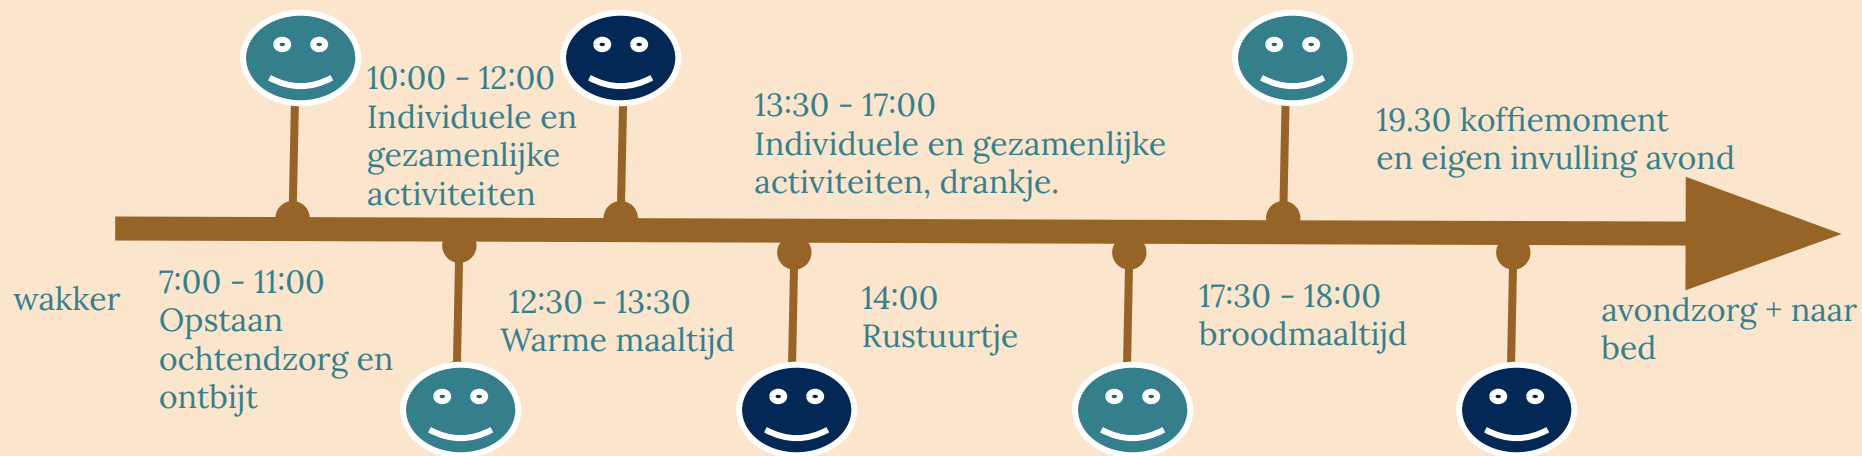 wakker
7:00 - 11:00
Opstaan
ochtendzorg en
ontbijt
10:00 - 12:00
Individuele en
gezamenlijke
activiteiten
12:30 - 13:30
Warme maaltijd
13:30 - 17:00
Individuele en gezamenlijke
activiteiten, drankje.
14:00
Rustuurtje
17:30 - 18:00
broodmaaltijd
19.30 koffiemoment
en eigen invulling avond
avondzorg + naar
bed